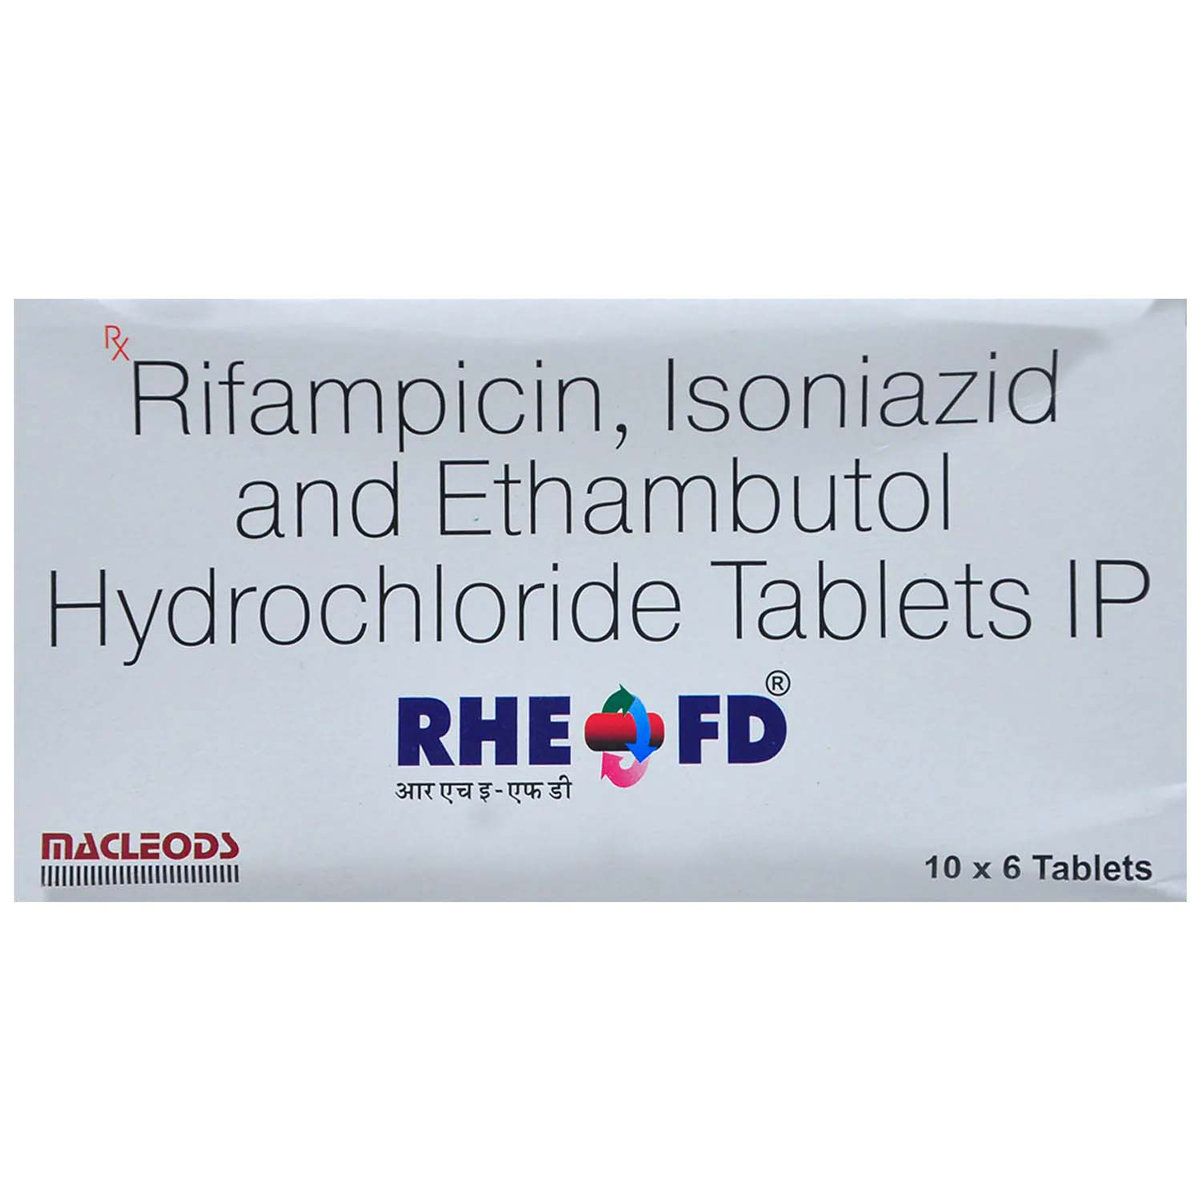 Rx
Rifampicin, Isoniazid
and Ethambutol
Hydrochloride Tablets IP
RHE FD®
आर एच इ-एफ डी
MACLEODS
10 x 6 Tablets